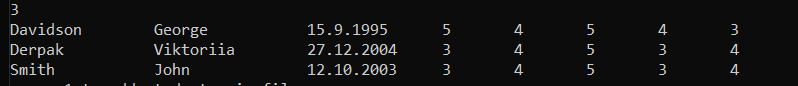 3
Davidson George 15.9.1995 5 4 5 4 3
Derpak Viktoriia 27.12.2004 3 4 5 3 4
Smith John 12.10.2003 3 4 5 3 4